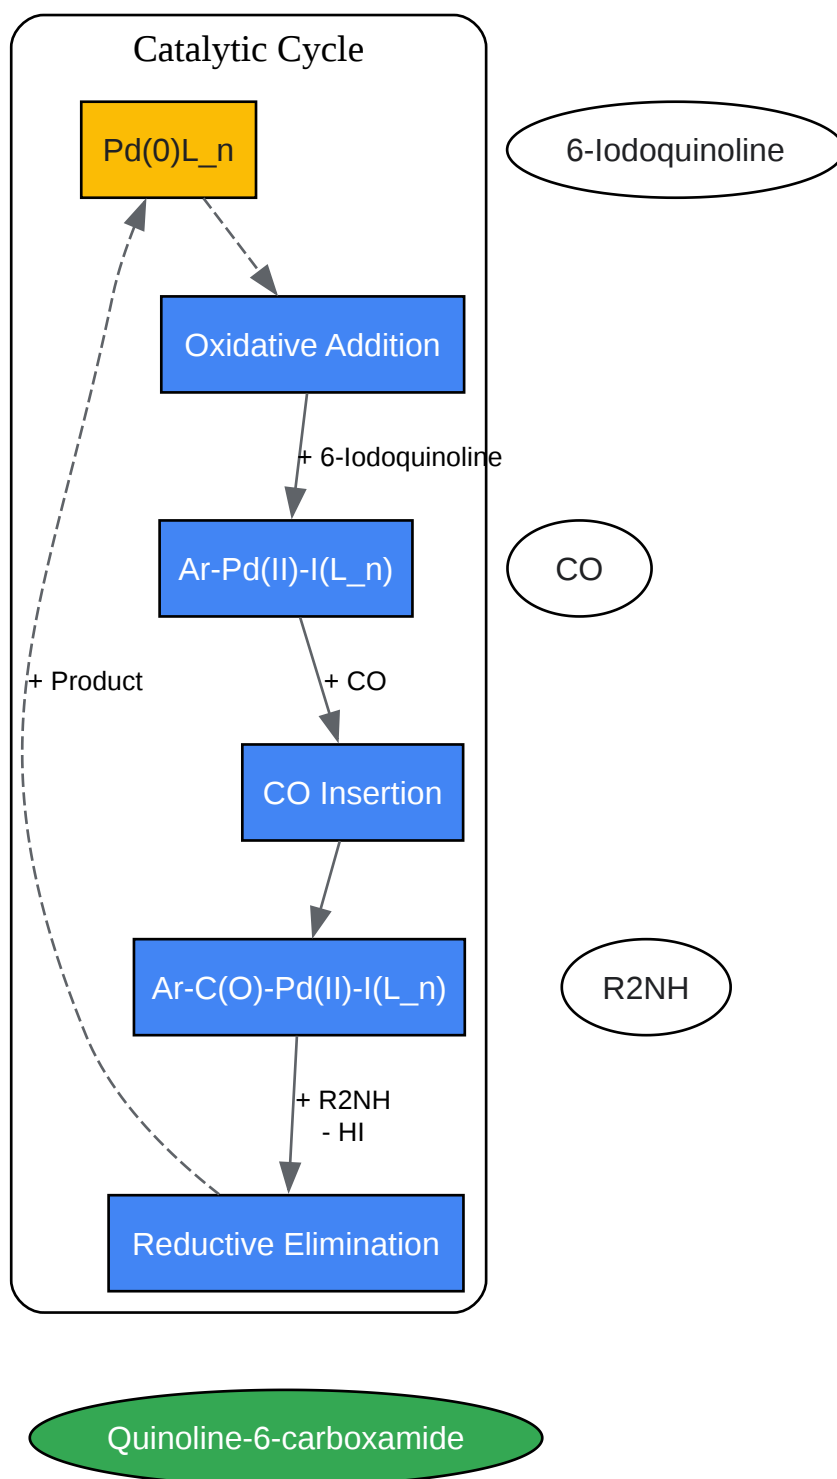 Catalytic Cycle
Pd(0)L_n
6-Iodoquinoline
Oxidative Addition
+ 6-Iodoquinoline
Ar-Pd(II)-I(L_n)
CO
+ Product
+ CO
CO Insertion
Ar-C(O)-Pd(II)-I(L_n)
R2NH
+ R2NH
- HI
Reductive Elimination
Quinoline-6-carboxamide